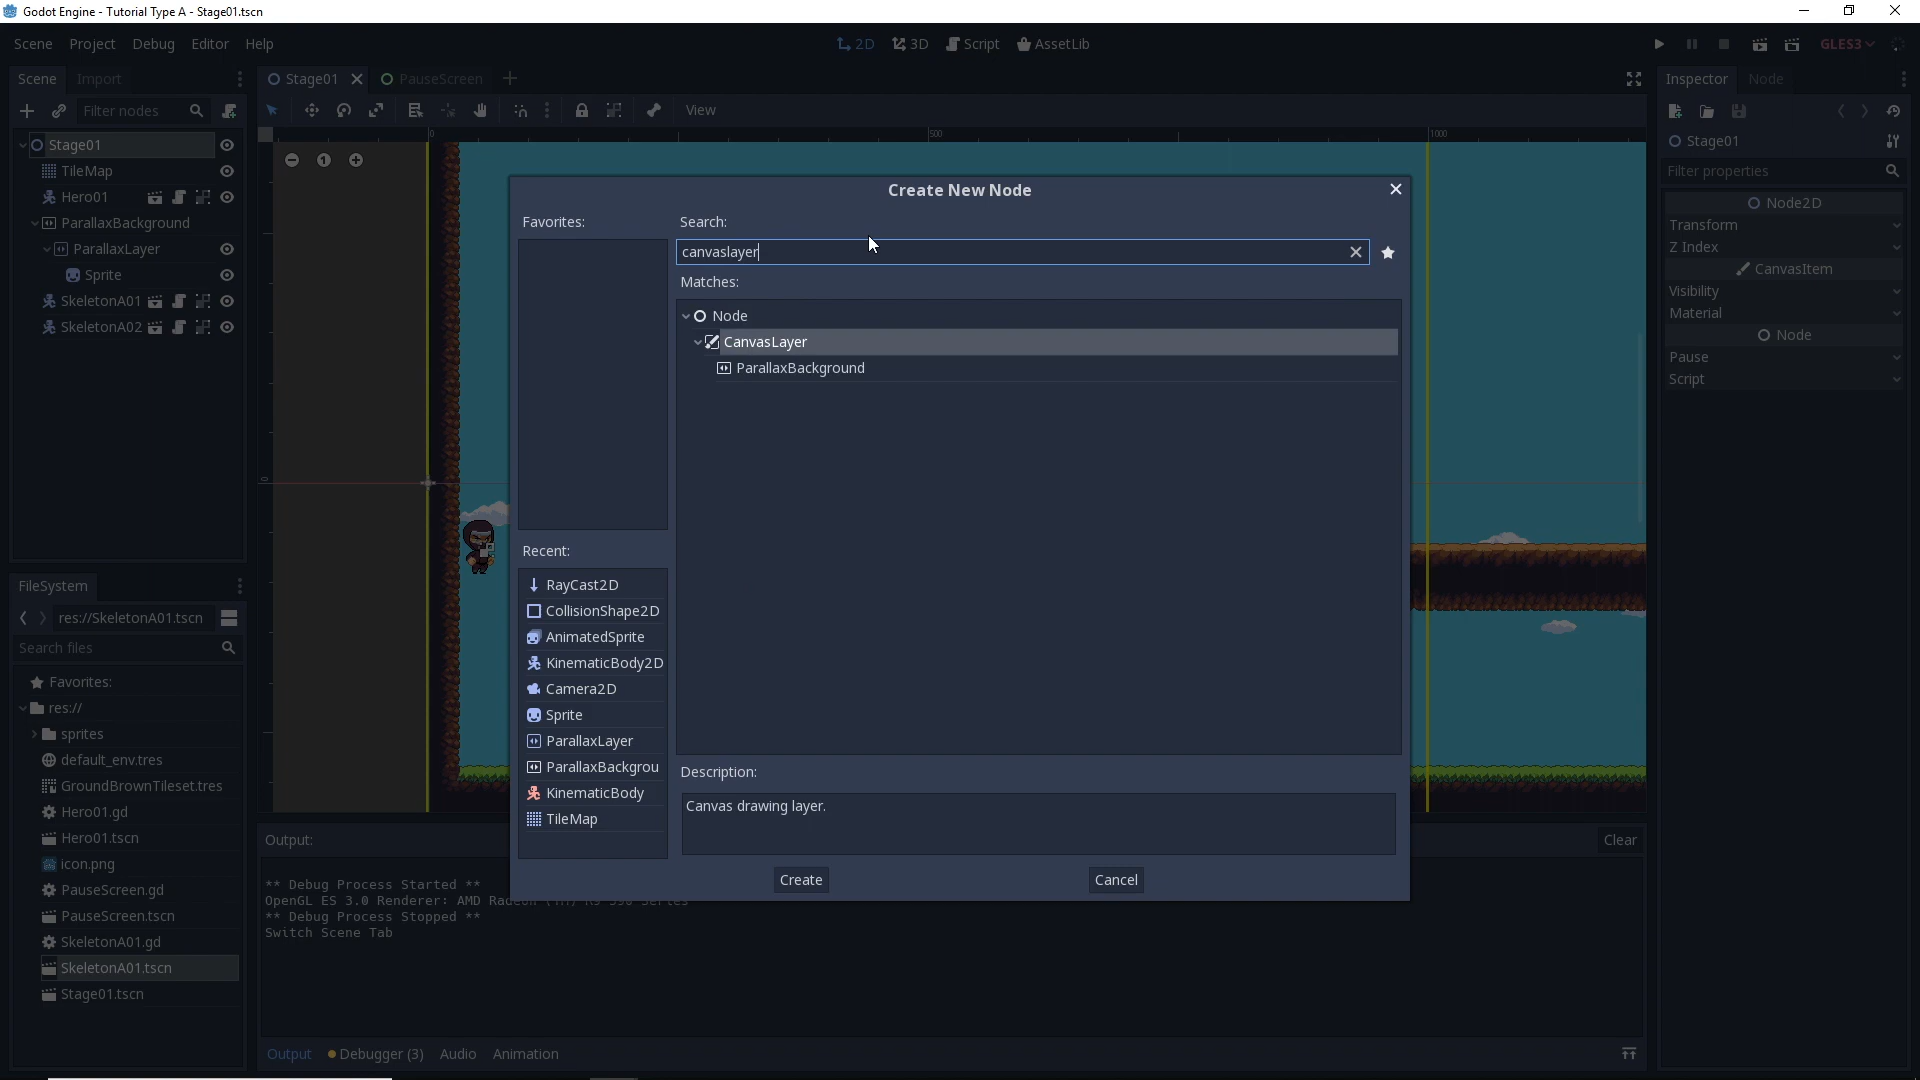 Godot Engine - Tutorial Type A - Stage01.tscn
Scene Project Debug Editor Help
2D 3D Script AssetLib
GLES3
Scene Import
Stage01 PauseScreen
Inspector Node
Filter nodes
View
Stage01
TileMap
Hero01
ParallaxBackground
ParallaxLayer
Sprite
SkeletonA01
SkeletonA02
0 500 1000
0
1
Create New Node
Favorites:
Search:
canvaslayer
Matches:
Node
CanvasLayer
ParallaxBackground
Recent:
RayCast2D
CollisionShape2D
AnimatedSprite
KinematicBody2D
Camera2D
Sprite
ParallaxLayer
ParallaxBackgrou
KinematicBody
TileMap
Description:
Canvas drawing layer.
Create Cancel
Stage01
Filter properties
Node2D
Transform
Z Index
CanvasItem
Visibility
Material
Node
Pause
Script
FileSystem
res://SkeletonA01.tscn
Search files
Favorites:
res://
sprites
default_env.tres
GroundBrownTileset.tres
Hero01.gd
Hero01.tscn
icon.png
PauseScreen.gd
PauseScreen.tscn
SkeletonA01.gd
SkeletonA01.tscn
Stage01.tscn
Output:
Clear
** Debug Process Started **
OpenGL ES 3.0 Renderer: AMD Radeon
** Debug Process Stopped **
Switch Scene Tab
Output Debugger (3) Audio Animation